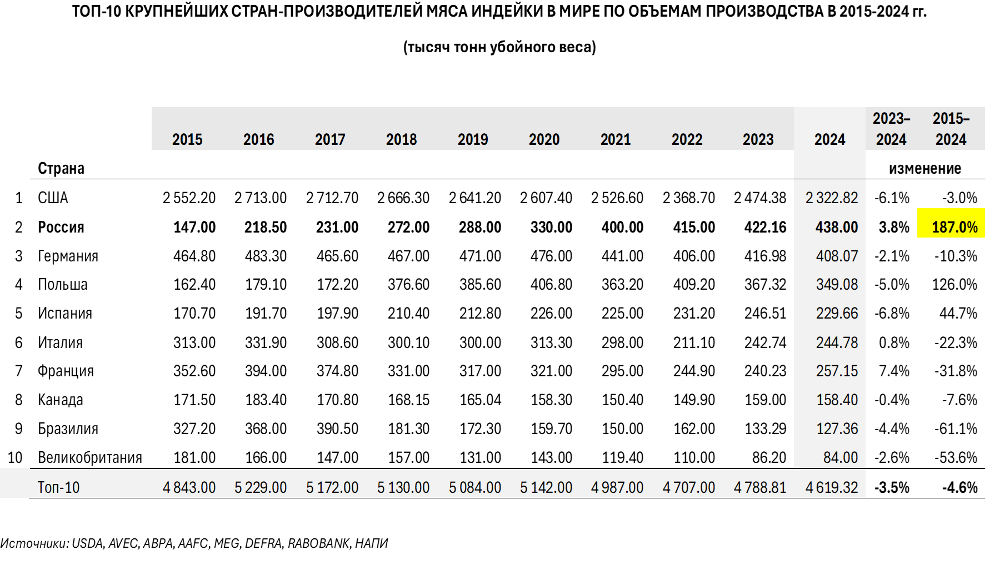 ТОП-10 КРУПНЕЙШИХ СТРАН-ПРОИЗВОДИТЕЛЕЙ МЯСА ИНДЕЙКИ В МИРЕ ПО ОБЪЕМАМ ПРОИЗВОДСТВА В 2015-2024 гг.
(тысяч тонн убойного веса)
2015 2016 2017 2018 2019 2020 2021 2022 2023 2024 2023–2024 2015–2024
Страна изменение
1 США 2 552.20 2 713.00 2 712.70 2 666.30 2 641.20 2 607.40 2 526.60 2 368.70 2 474.38 2 322.82 -6.1% -3.0%
2 Россия 147.00 218.50 231.00 272.00 288.00 330.00 400.00 415.00 422.16 438.00 3.8% 187.0%
3 Германия 464.80 483.30 465.60 467.00 471.00 476.00 441.00 406.00 416.98 408.07 -2.1% -10.3%
4 Польша 162.40 179.10 172.20 376.60 385.60 406.80 363.20 409.20 367.32 349.08 -5.0% 126.0%
5 Испания 170.70 191.70 197.90 210.40 212.80 226.00 225.00 231.20 246.51 229.66 -6.8% 44.7%
6 Италия 313.00 331.90 308.60 300.10 300.00 313.30 298.00 211.10 242.74 244.78 0.8% -22.3%
7 Франция 352.60 394.00 374.80 331.00 317.00 321.00 295.00 244.90 240.23 257.15 7.4% -31.8%
8 Канада 171.50 183.40 170.80 168.15 165.04 158.30 150.40 149.90 159.00 158.40 -0.4% -7.6%
9 Бразилия 327.20 368.00 390.50 181.30 172.30 159.70 150.00 162.00 133.29 127.36 -4.4% -61.1%
10 Великобритания 181.00 166.00 147.00 157.00 131.00 143.00 119.40 110.00 86.20 84.00 -2.6% -53.6%
Топ-10 4 843.00 5 229.00 5 172.00 5 130.00 5 084.00 5 142.00 4 987.00 4 707.00 4 788.81 4 619.32 -3.5% -4.6%
Источники: USDA, AVEC, ABPA, AAFC, MEG, DEFRA, RABOBANK, НАПИ